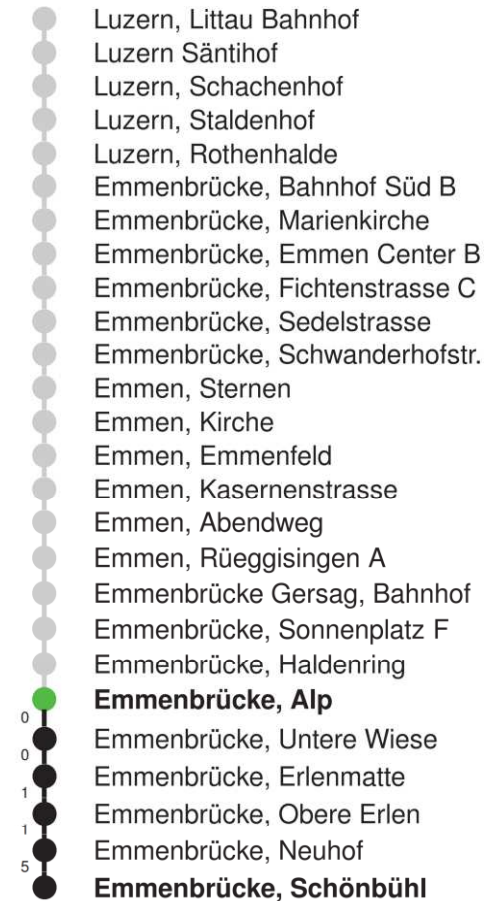 Luzern, Littau Bahnhof
Luzern Säntihof
Luzern, Schachenhof
Luzern, Staldenhof
Luzern, Rothenhalde
Emmenbrücke, Bahnhof Süd B
Emmenbrücke, Marienkirche
Emmenbrücke, Emmen Center B
Emmenbrücke, Fichtenstrasse C
Emmenbrücke, Sedelstrasse
Emmenbrücke, Schwanderhofstr.
Emmen, Sternen
Emmen, Kirche
Emmen, Emmenfeld
Emmen, Kasernenstrasse
Emmen, Abendweg
Emmen, Rüeggisingen A
Emmenbrücke Gersag, Bahnhof
Emmenbrücke, Sonnenplatz F
Emmenbrücke, Haldenring
Emmenbrücke, Alp
0
Emmenbrücke, Untere Wiese
0
Emmenbrücke, Erlenmatte
1
Emmenbrücke, Obere Erlen
1
Emmenbrücke, Neuhof
5
Emmenbrücke, Schönbühl